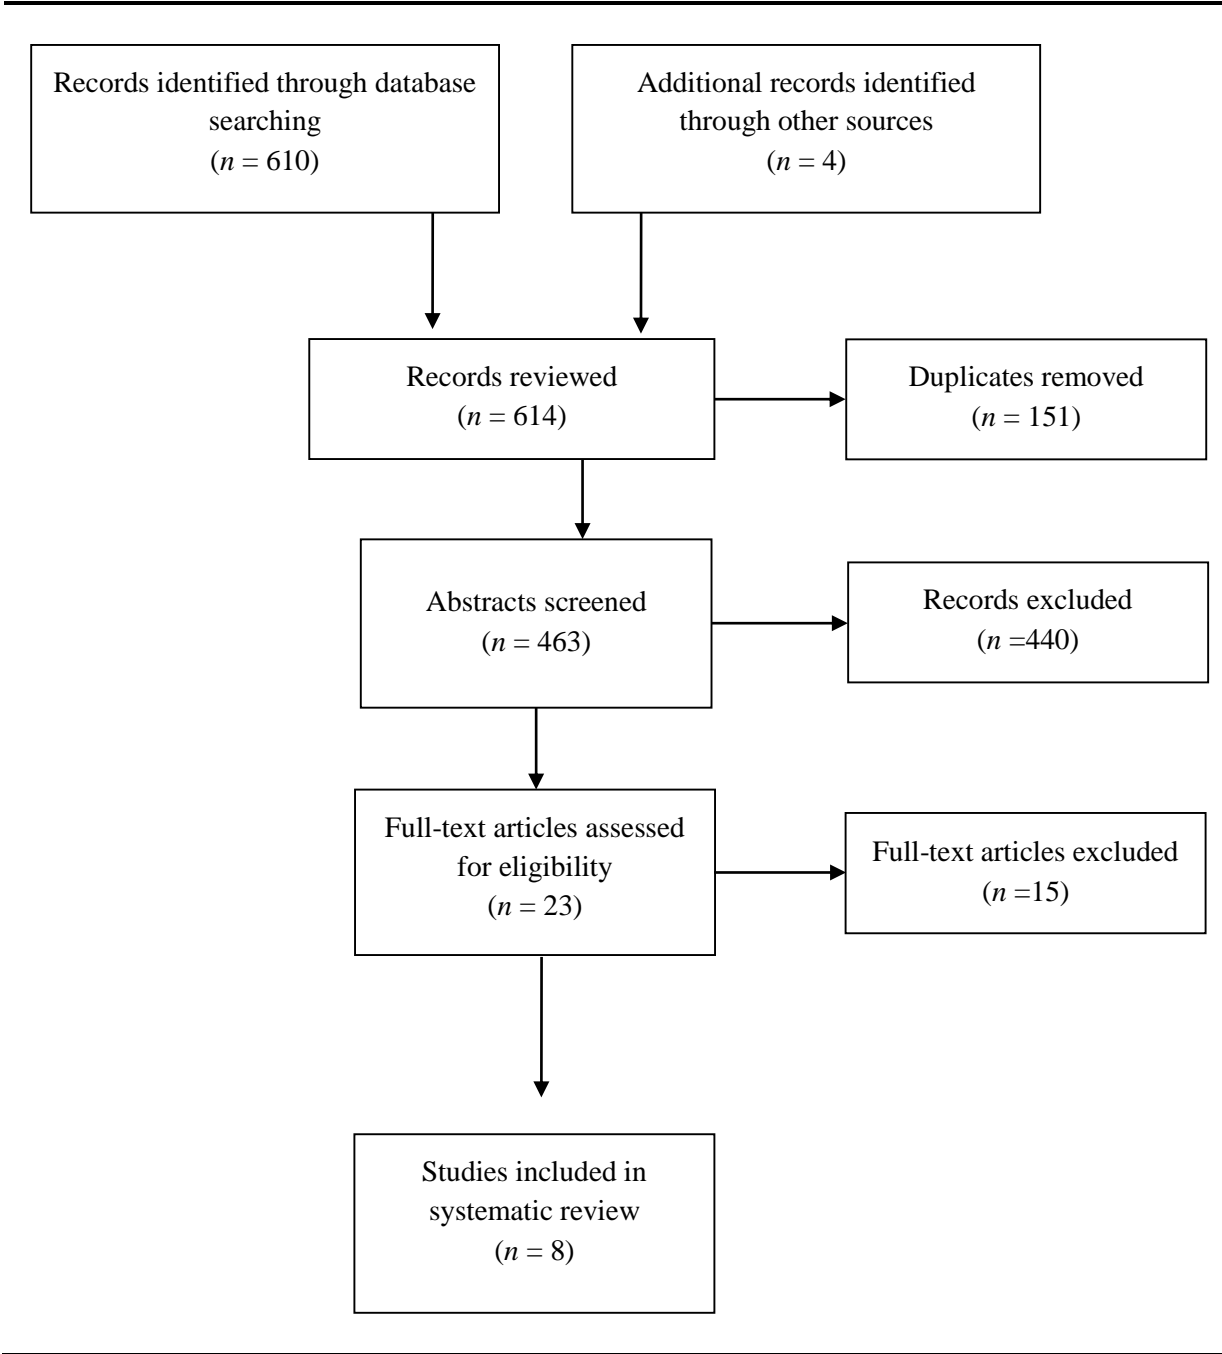 Records identified through database
searching
(n = 610)
Additional records identified
through other sources
(n = 4)
Records reviewed
(n = 614)
Duplicates removed
(n = 151)
Abstracts screened
(n = 463)
Records excluded
(n =440)
Full-text articles assessed
for eligibility
(n = 23)
Full-text articles excluded
(n =15)
Studies included in
systematic review
(n = 8)